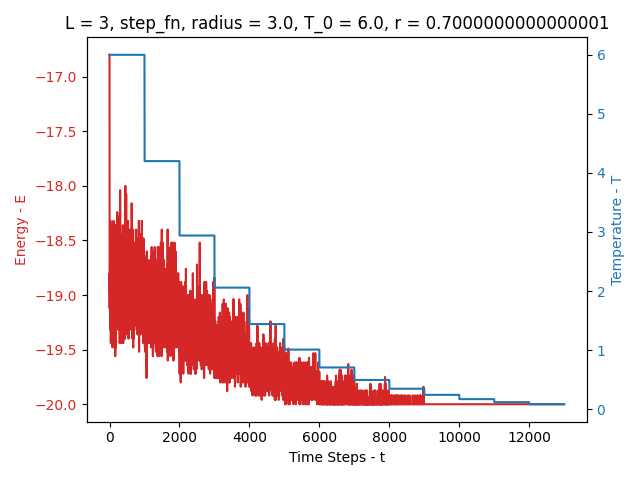 L = 3, step_fn, radius = 3.0, T_0 = 6.0, r = 0.7000000000000001
−17.0
−17.5
−18.0
−18.5
−19.0
−19.5
−20.0
Energy - E
6
5
4
3
2
1
0
Temperature - T
0 2000 4000 6000 8000 10000 12000
Time Steps - t